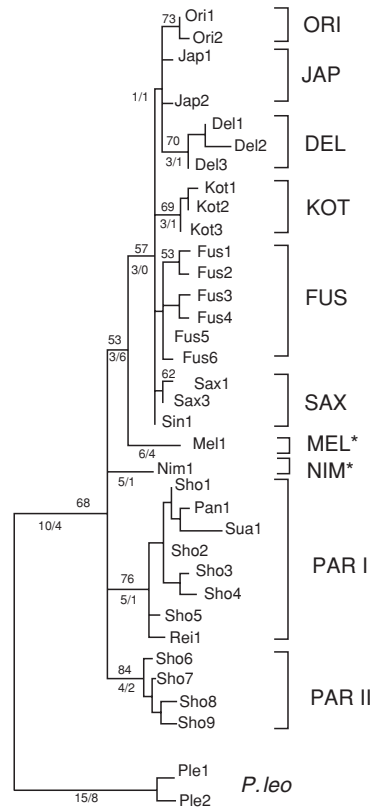 73 Ori1 ORI
Ori2
Jap1 JAP
1/1 Jap2
Del1 DEL
70 Del2
3/1 Del3
Kot1 KOT
69 Kot2
3/1 Kot3
57 53 Fus1 FUS
3/0 Fus2
Fus3
Fus4
Fus5
53 Fus6
3/6 62 Sax1 SAX
Sax3
Sin1
6/4 Mel1 MEL*
5/1 Nim1 NIM*
Sho1 PAR I
68 Pan1
10/4 Sua1
Sho2
76 Sho3
5/1 Sho4
Sho5
Rei1
84 Sho6 PAR II
4/2 Sho7
Sho8
Sho9
Ple1 P. leo
15/8 Ple2